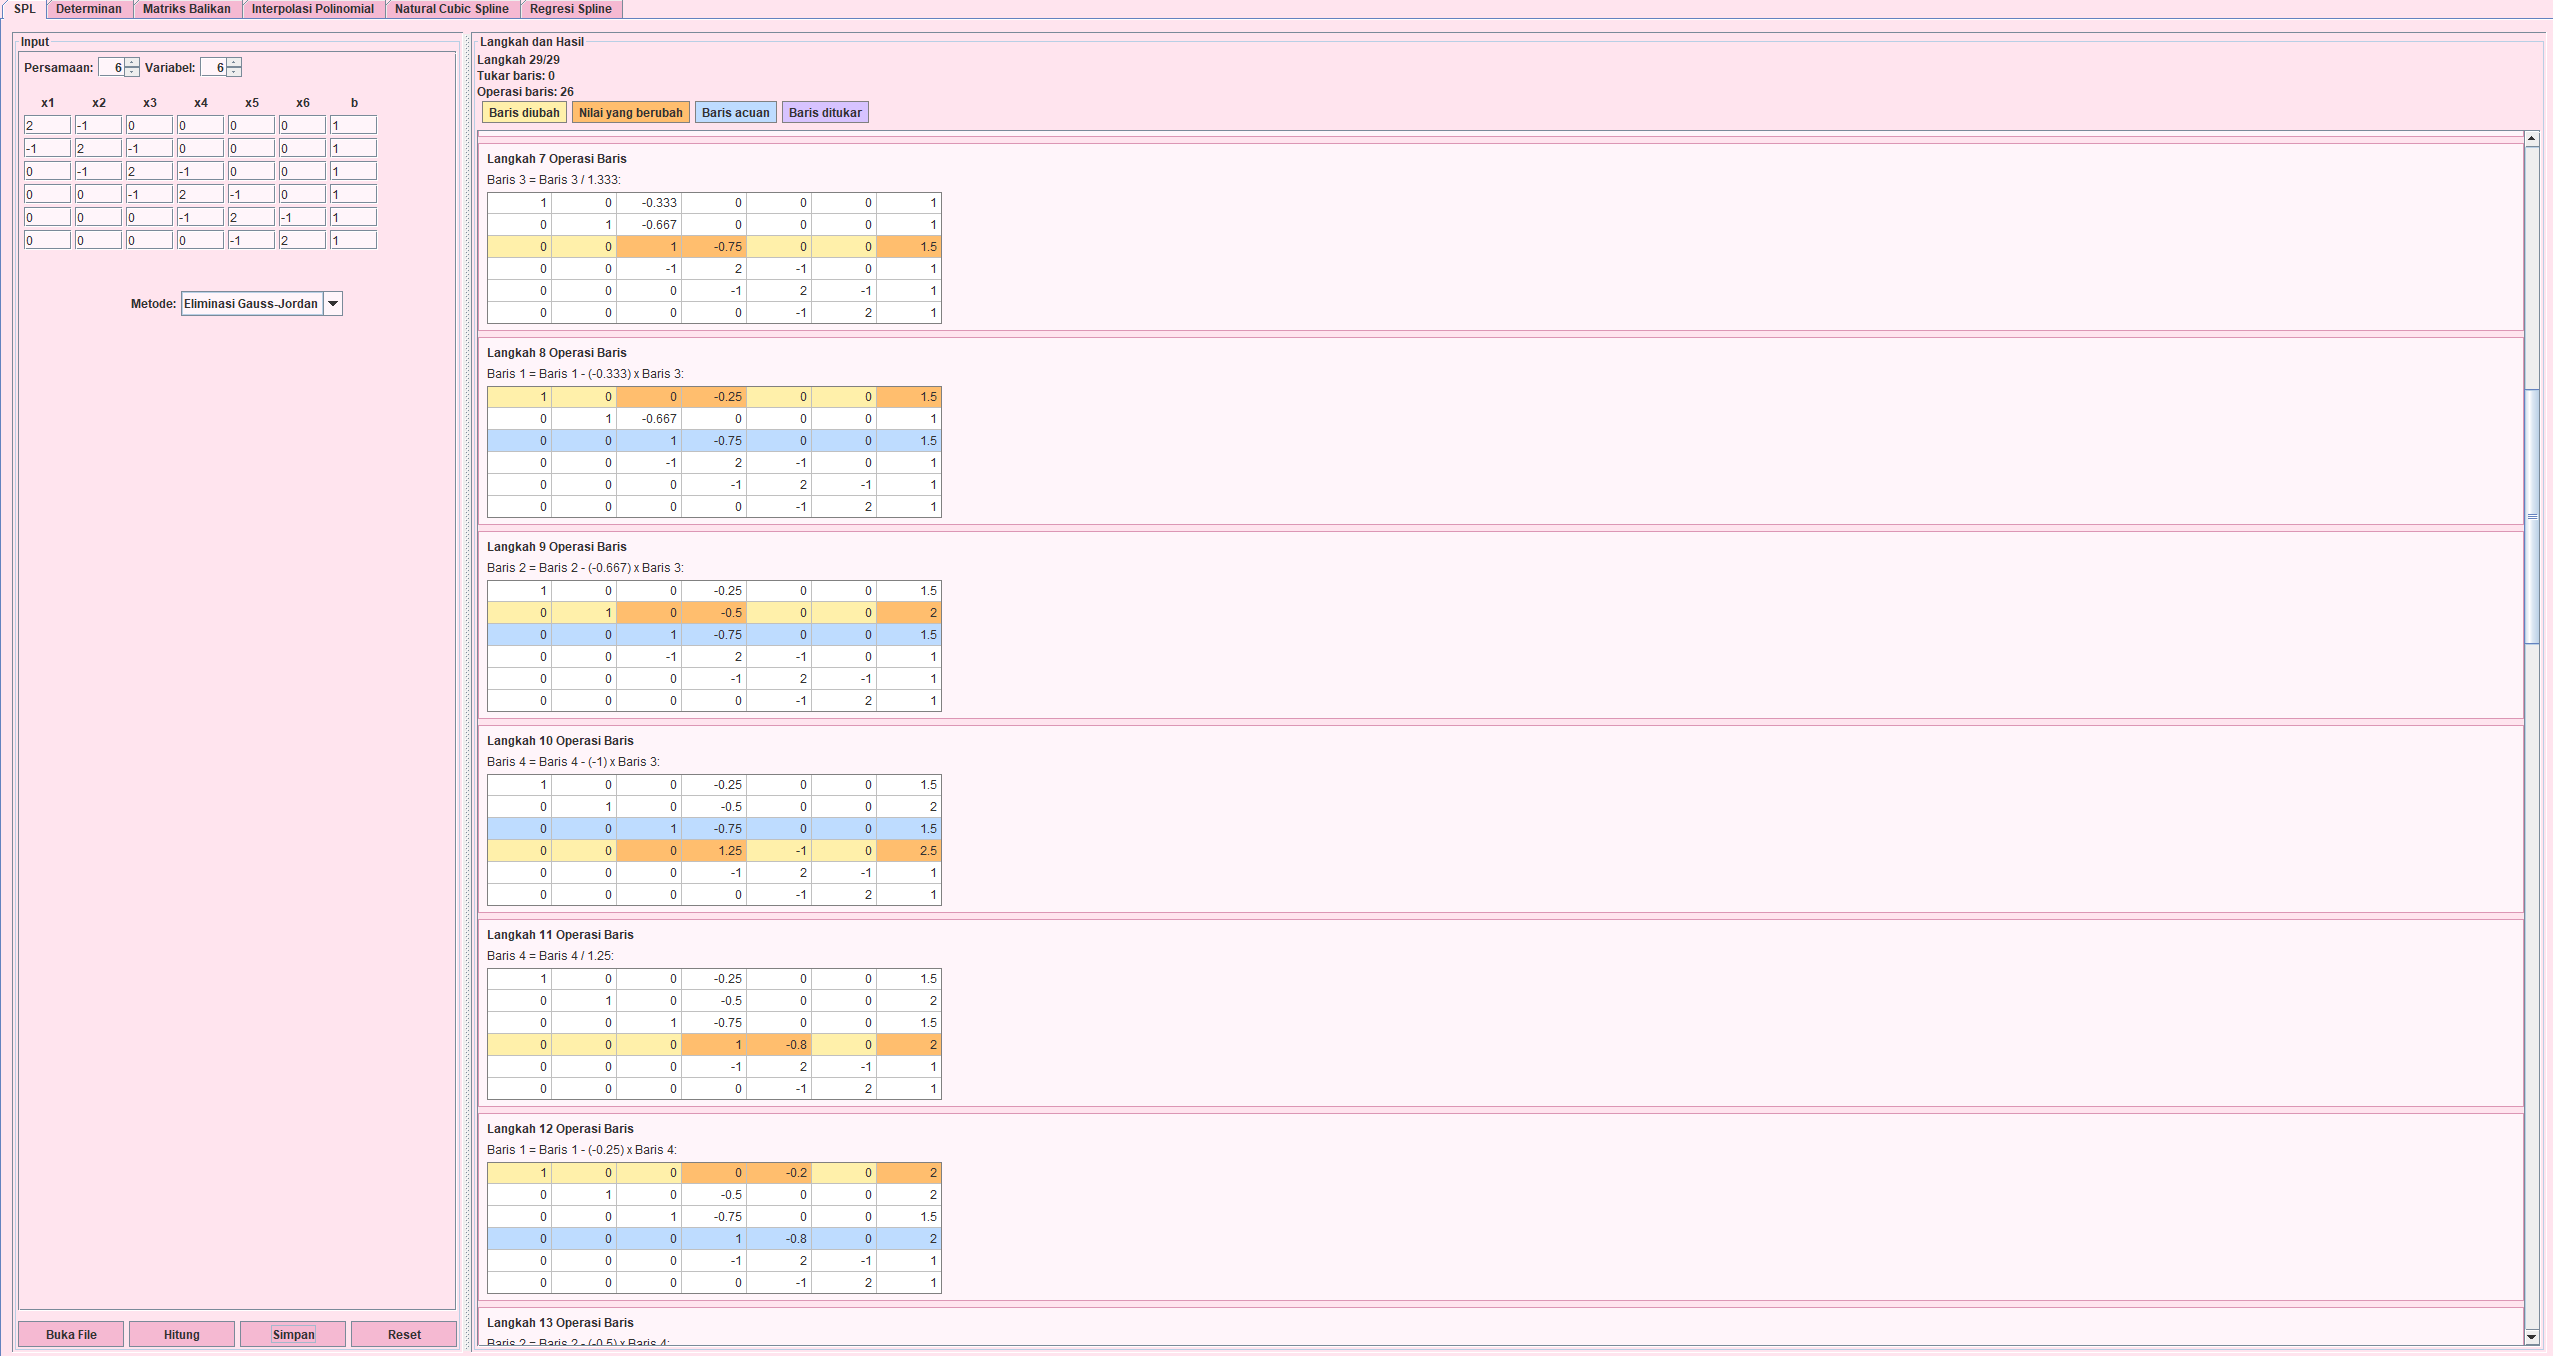 SPL Determinan Matriks Balikan Interpolasi Polinomial Natural Cubic Spline Regresi Spline
Input
Persamaan: 6 Variabel: 6
x1 x2 x3 x4 x5 x6 b
2 -1 0 0 0 0 1
-1 2 -1 0 0 0 1
0 -1 2 -1 0 0 1
0 0 -1 2 -1 0 1
0 0 0 -1 2 -1 1
0 0 0 0 -1 2 1
Metode: Eliminasi Gauss-Jordan
Buka File Hitung Simpan Reset
Langkah dan Hasil
Langkah 29/29
Tukar baris: 0
Operasi baris: 26
Baris diubah Nilai yang berubah Baris acuan Baris ditukar
Langkah 7 Operasi Baris
Baris 3 = Baris 3 / 1.333:
1 0 -0.333 0 0 0 1
0 1 -0.667 0 0 0 1
0 0 1 -0.75 0 0 1.5
0 0 -1 2 -1 0 1
0 0 0 -1 2 -1 1
0 0 0 0 -1 2 1
Langkah 8 Operasi Baris
Baris 1 = Baris 1 - (-0.333) x Baris 3:
1 0 0 -0.25 0 0 1.5
0 1 -0.667 0 0 0 1
0 0 1 -0.75 0 0 1.5
0 0 -1 2 -1 0 1
0 0 0 -1 2 -1 1
0 0 0 0 -1 2 1
Langkah 9 Operasi Baris
Baris 2 = Baris 2 - (-0.667) x Baris 3:
1 0 0 -0.25 0 0 1.5
0 1 0 -0.5 0 0 2
0 0 1 -0.75 0 0 1.5
0 0 -1 2 -1 0 1
0 0 0 -1 2 -1 1
0 0 0 0 -1 2 1
Langkah 10 Operasi Baris
Baris 4 = Baris 4 - (-1) x Baris 3:
1 0 0 -0.25 0 0 1.5
0 1 0 -0.5 0 0 2
0 0 1 -0.75 0 0 1.5
0 0 0 1.25 -1 0 2.5
0 0 0 -1 2 -1 1
0 0 0 0 -1 2 1
Langkah 11 Operasi Baris
Baris 4 = Baris 4 / 1.25:
1 0 0 -0.25 0 0 1.5
0 1 0 -0.5 0 0 2
0 0 1 -0.75 0 0 1.5
0 0 0 1 -0.8 0 2
0 0 0 -1 2 -1 1
0 0 0 0 -1 2 1
Langkah 12 Operasi Baris
Baris 1 = Baris 1 - (-0.25) x Baris 4:
1 0 0 0 -0.2 0 2
0 1 0 -0.5 0 0 2
0 0 1 -0.75 0 0 1.5
0 0 0 1 -0.8 0 2
0 0 0 -1 2 -1 1
0 0 0 0 -1 2 1
Langkah 13 Operasi Baris
Baris 2 = Baris 2 - (-0.5) x Baris 4: